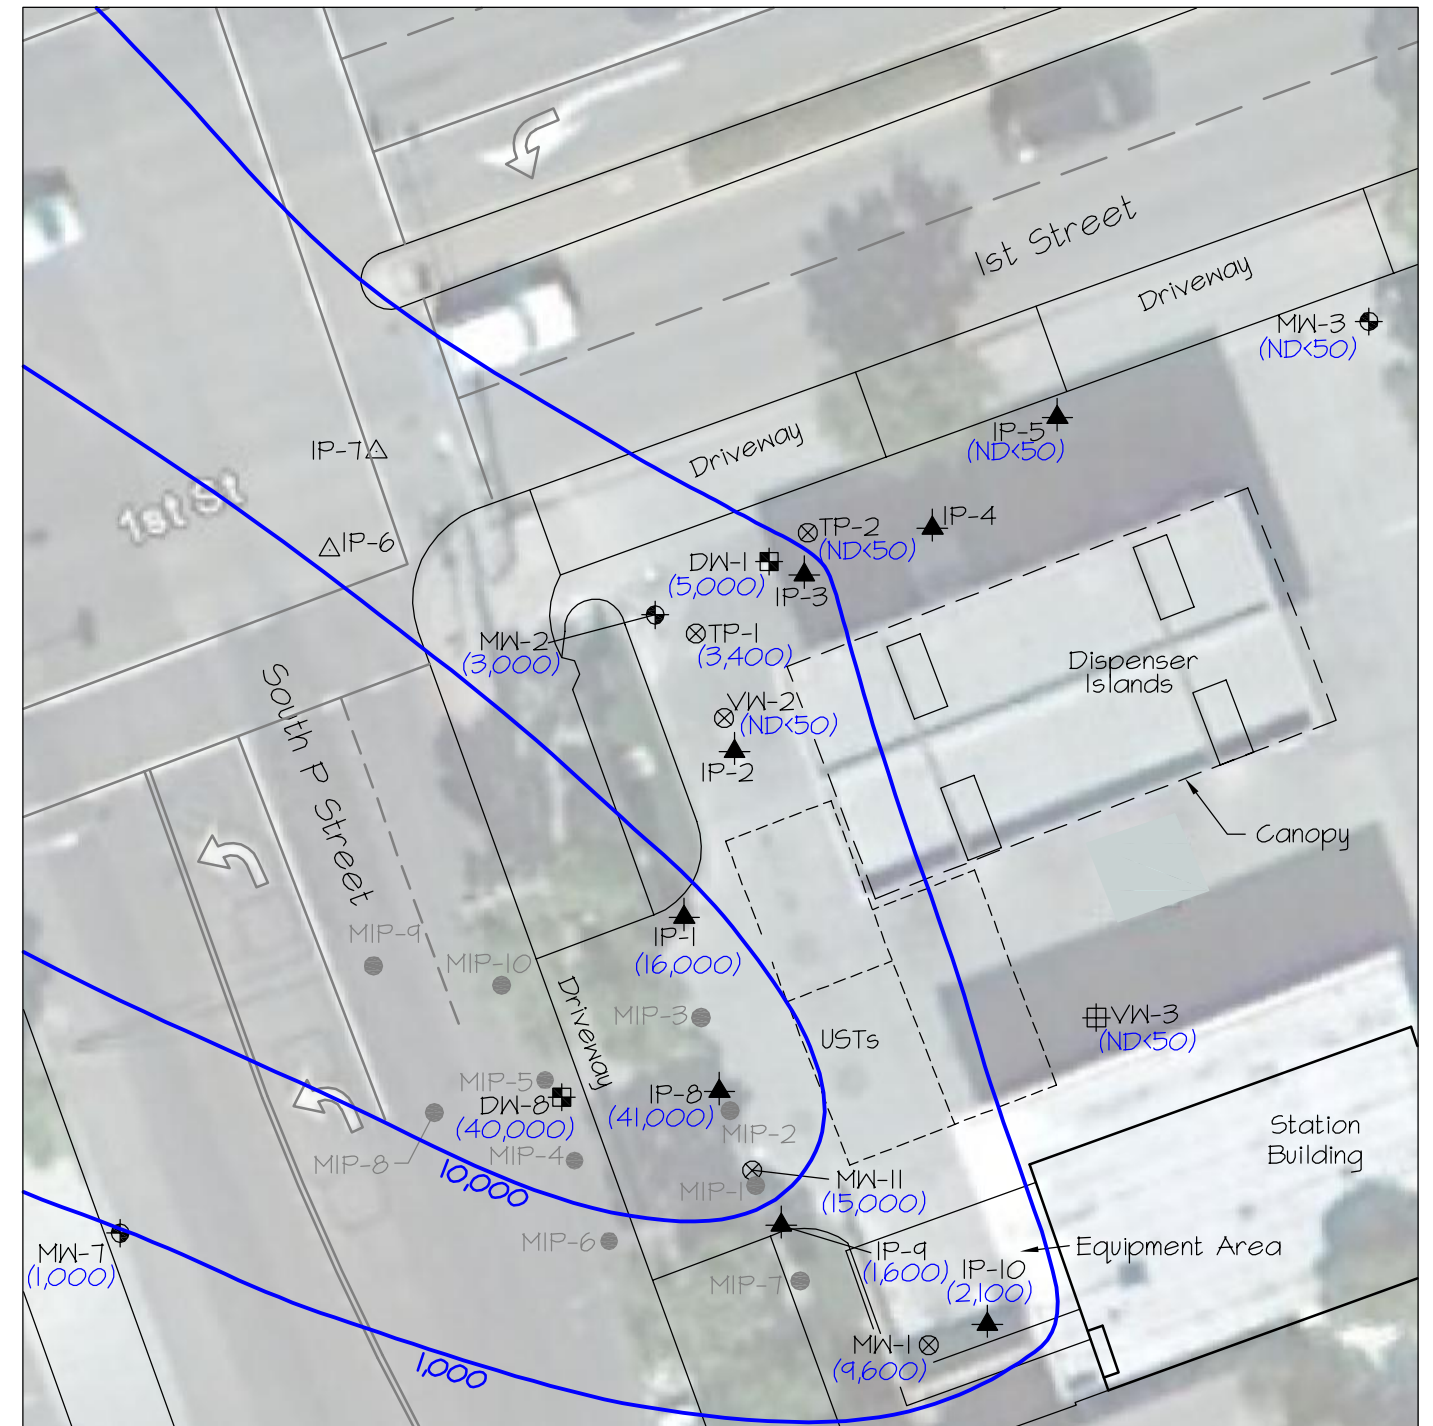 1st Street
Driveway
MW-3
(ND<50)
IP-5
(ND<50)
IP-7
Driveway
1st St
IP-6
TP-2
(ND<50)
IP-4
DW-1
(5,000)
IP-3
MW-2
(3,000)
TP-1
(3,400)
Dispenser
Islands
South P Street
VW-2
(ND<50)
IP-2
Canopy
MIP-9
IP-1
(16,000)
MIP-10
Driveway
MIP-3
USTs
VW-3
(ND<50)
MIP-5
DW-8
(40,000)
IP-8
(41,000)
MIP-2
MIP-8
MIP-4
Station
Building
10,000
MIP-1
MW-11
(15,000)
MW-7
(1,000)
MIP-6
IP-9
(1,600)
Equipment Area
IP-10
(2,100)
MIP-7
MW-1
(9,600)
1,000